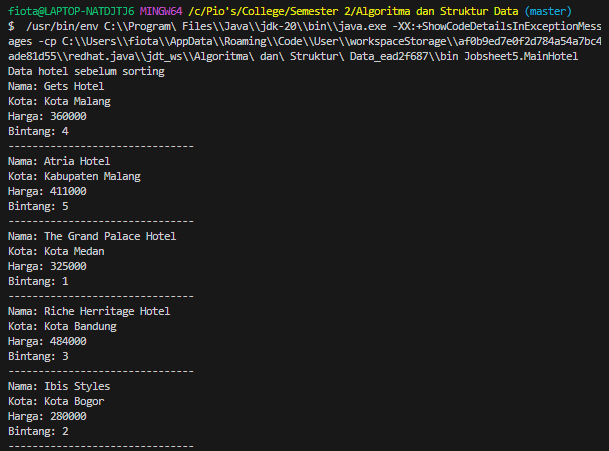 fiota@LAPTOP-NATDJTJ6 MINGW64 /c/Pio's/College/Semester 2/Algoritma dan Struktur Data (master)
$  /usr/bin/env C:\\Program\ Files\\Java\\jdk-20\\bin\\java.exe -XX:+ShowCodeDetailsInExceptionMess
ages -cp C:\\Users\\fiota\\AppData\\Roaming\\Code\\User\\workspaceStorage\\af0b9ed7e0f2d784a54a7bc4
ade81d55\\redhat.java\\jdt_ws\\Algoritma\ dan\ Struktur\ Data_ead2f687\\bin Jobsheet5.MainHotel
Data hotel sebelum sorting
Nama: Gets Hotel
Kota: Kota Malang
Harga: 360000
Bintang: 4
-------------------------------
Nama: Atria Hotel
Kota: Kabupaten Malang
Harga: 411000
Bintang: 5
-------------------------------
Nama: The Grand Palace Hotel
Kota: Kota Medan
Harga: 325000
Bintang: 1
-------------------------------
Nama: Riche Herritage Hotel
Kota: Kota Bandung
Harga: 484000
Bintang: 3
-------------------------------
Nama: Ibis Styles
Kota: Kota Bogor
Harga: 280000
Bintang: 2
-------------------------------